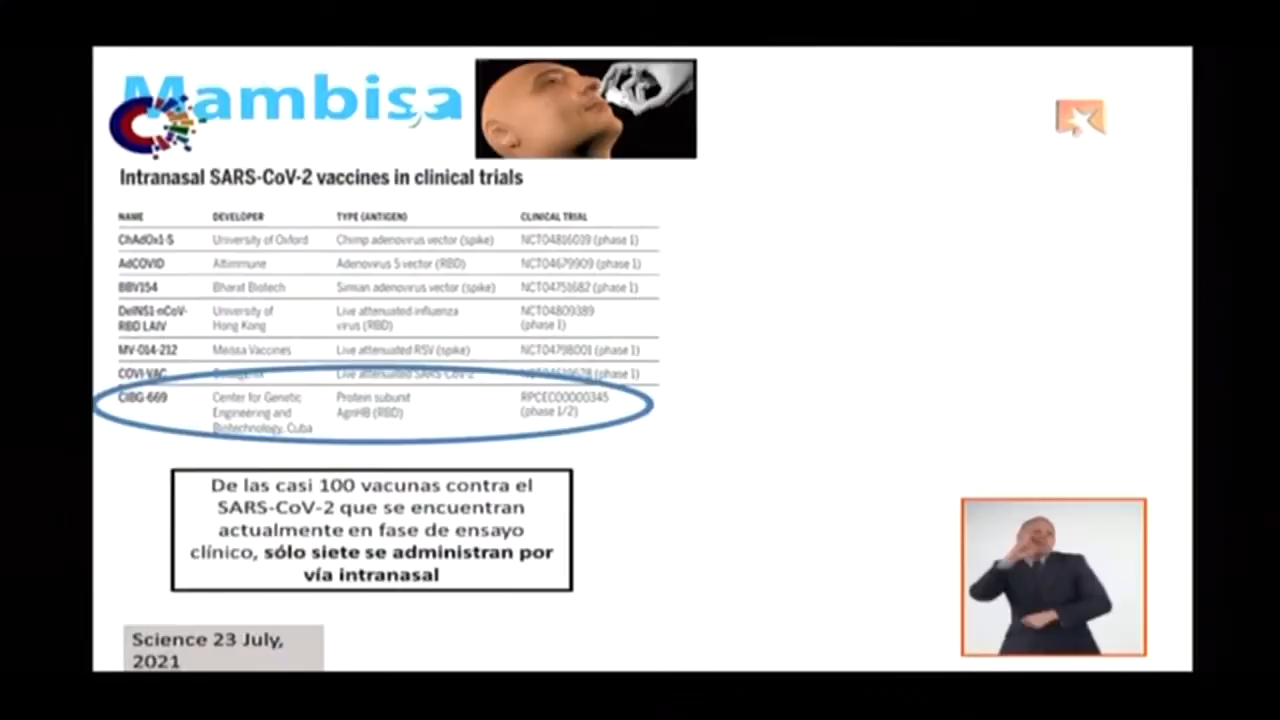 Mambisa
Intranasal SARS-CoV-2 vaccines in clinical trials
NAME DEVELOPER TYPE (ANTIGEN) CLINICAL TRIAL
ChAdOx1-S University of Oxford Chimp adenovirus vector (spike) NCT04816019 (phase 1)
AdCOVID Altimmune Adenovirus 5 vector (RBD) NCT04679909 (phase 1)
BBV154 Bharat Biotech Simian adenovirus vector (spike) NCT04751682 (phase 1)
DelNS1-nCoV- University of Live attenuated influenza NCT04809389
RBD LAIV Hong Kong virus (RBD) (phase 1)
MV-014-212 Meissa Vaccines Live attenuated RSV (spike) NCT04798001 (phase 1)
COVI-VAC Codagenix Live attenuated SARS-CoV-2 (phase 1)
CIBG-669 Center for Genetic Protein subunit RPCEC00000345
Engineering and AgnHB (RBD) (phase 1/2)
Biotechnology, Cuba
De las casi 100 vacunas contra el
SARS-CoV-2 que se encuentran
actualmente en fase de ensayo
clínico, sólo siete se administran por
vía intranasal
Science 23 July,
2021